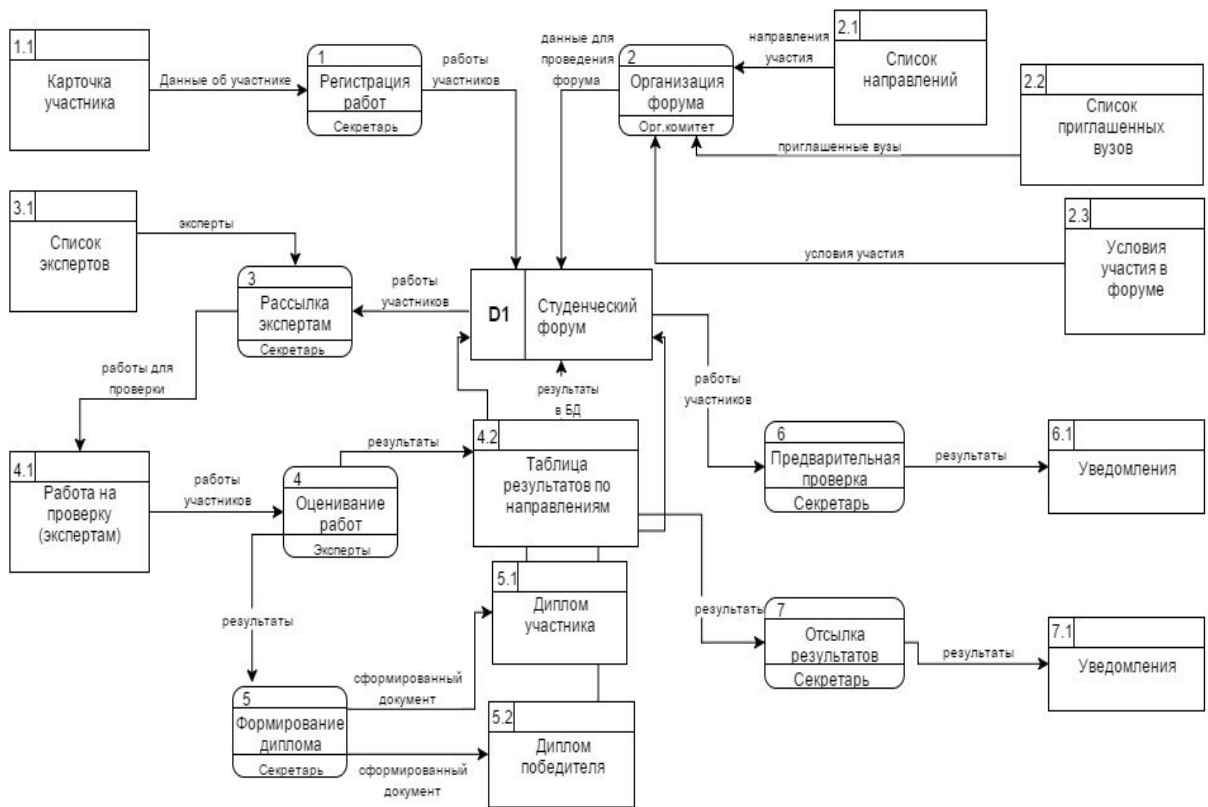 1.1
Карточка
участника
Данные об участнике
1
Регистрация
работ
Секретарь
работы
участников
данные для
проведения
форума
2
Организация
форума
Орг.комитет
направления
участия
2.1
Список
направлений
2.2
Список
приглашенных
вузов
приглашенные вузы
2.3
Условия
участия в
форуме
условия участия
3.1
Список
экспертов
эксперты
3
Рассылка
экспертам
Секретарь
работы
участников
D1
Студенческий
форум
работы для
проверки
результаты
в БД
работы
участников
4.1
Работа на
проверку
(экспертам)
работы
участников
4
Оценивание
работ
Эксперты
результаты
4.2
Таблица
результатов по
направлениям
6
Предварительная
проверка
Секретарь
результаты
6.1
Уведомления
результаты
5.1
Диплом
участника
результаты
7
Отсылка
результатов
Секретарь
результаты
7.1
Уведомления
5
Формирование
диплома
Секретарь
сформированный
документ
сформированный
документ
5.2
Диплом
победителя